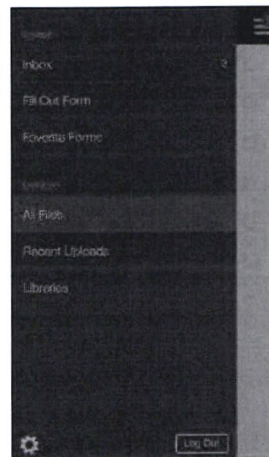 Inbox 2
Fill Out Form
Favorite Forms
All Files
Recent Uploads
Libraries
Log Out